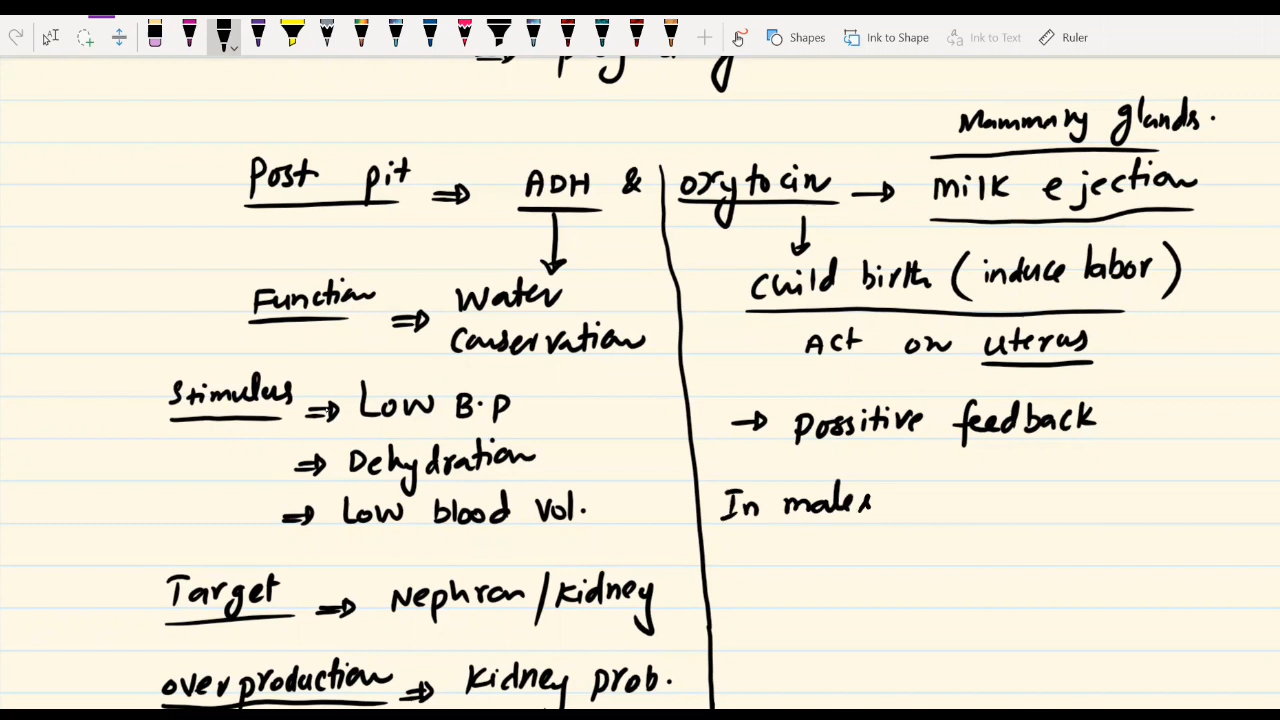 Shapes
Ink to Shape
Ink to Text
Ruler
Mammary glands.
Post pit ⇒ ADH & oxytocin → milk ejection
Child birth (induce labor)
Function ⇒ Water
Conservation
Act on uterus
Stimulus ⇒ Low B.P
→ Possitive feedback
⇒ Dehydration
⇒ Low blood vol.
In males
Target ⇒ Nephron/Kidney
over production ⇒ Kidney prob.